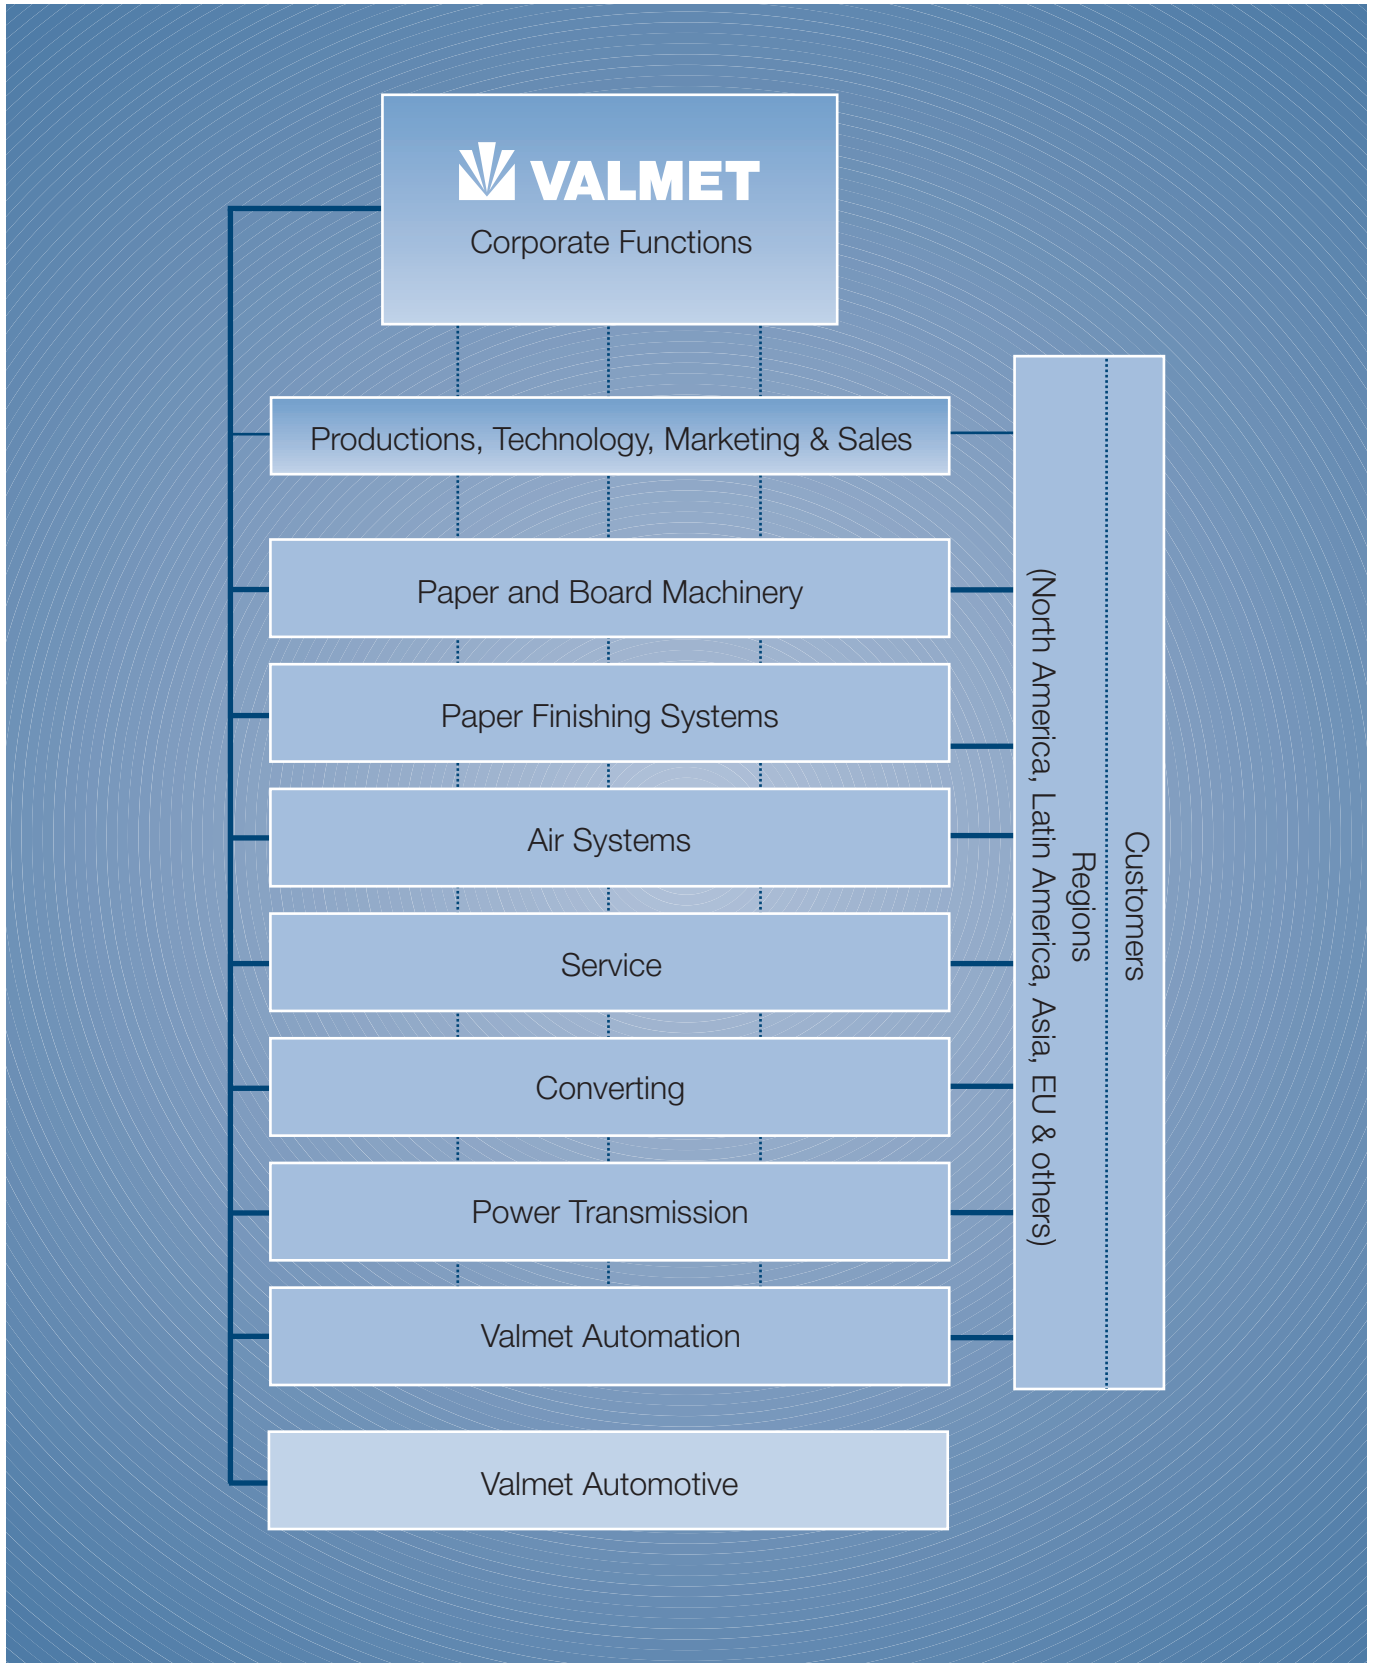 VALMET
Corporate Functions
Productions, Technology, Marketing & Sales
Paper and Board Machinery
Paper Finishing Systems
Air Systems
Service
Converting
Power Transmission
Valmet Automation
Valmet Automotive
Customers
Regions
(North America, Latin America, Asia, EU & others)